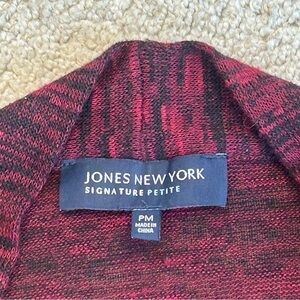 JONES NEW YORK
SIGNATURE PETITE
PM
MADE IN
CHINA